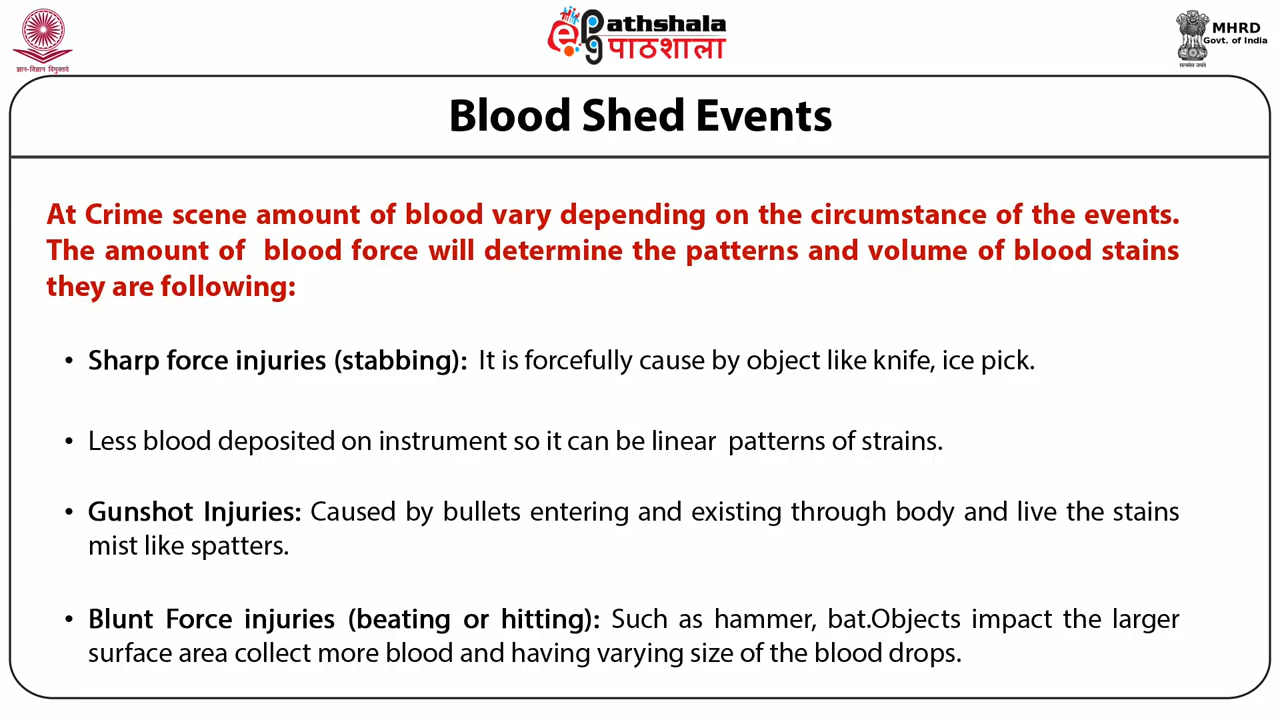 ज्ञान-विज्ञान विमुक्तये
ePathshala
पाठशाला
MHRD
Govt. of India
सत्यमेव जयते
Blood Shed Events
At Crime scene amount of blood vary depending on the circumstance of the events.
The amount of blood force will determine the patterns and volume of blood stains
they are following:
• Sharp force injuries (stabbing): It is forcefully cause by object like knife, ice pick.
• Less blood deposited on instrument so it can be linear patterns of strains.
• Gunshot Injuries: Caused by bullets entering and existing through body and live the stains
mist like spatters.
• Blunt Force injuries (beating or hitting): Such as hammer, bat.Objects impact the larger
surface area collect more blood and having varying size of the blood drops.